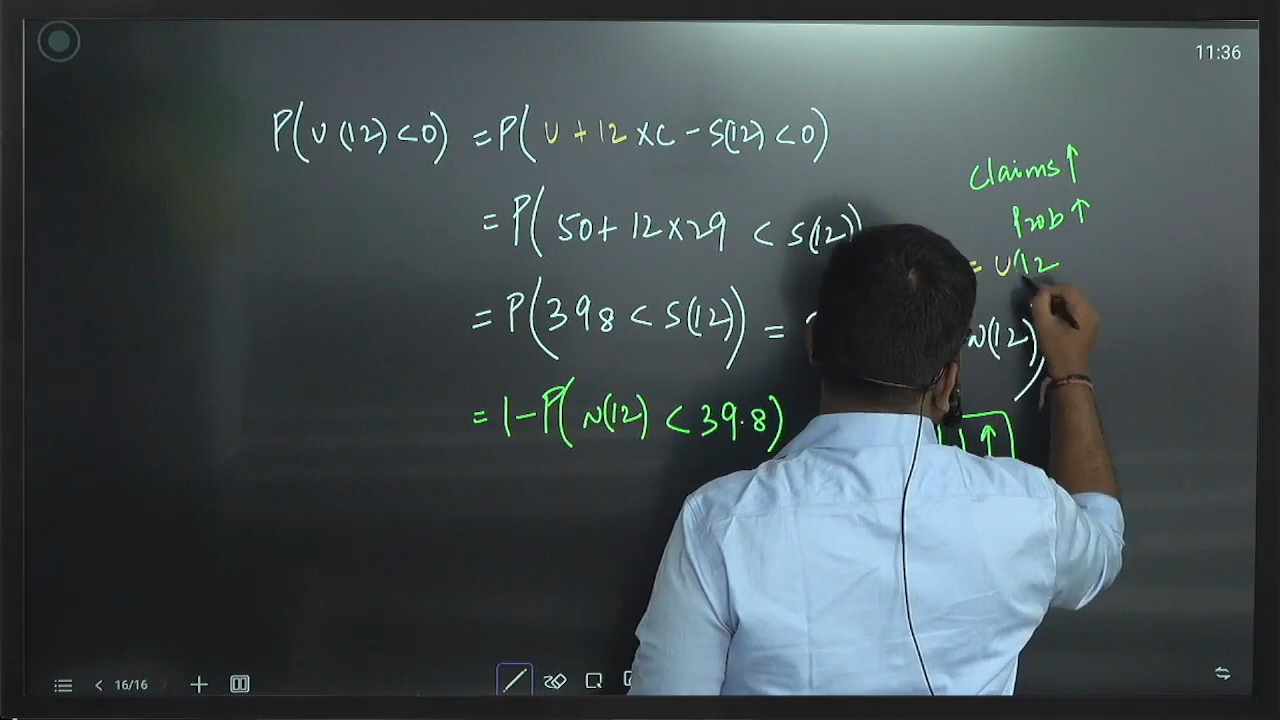 11:36
P(U(12)<0) = P(U+12×C-S(12)<0)
= P(50+12×29 < S(12))
= P(398 < S(12)) = N(12))
= 1-P(N(12) < 39.8)
Claims ↑
Prob ↑
= U(12
↑
16/16